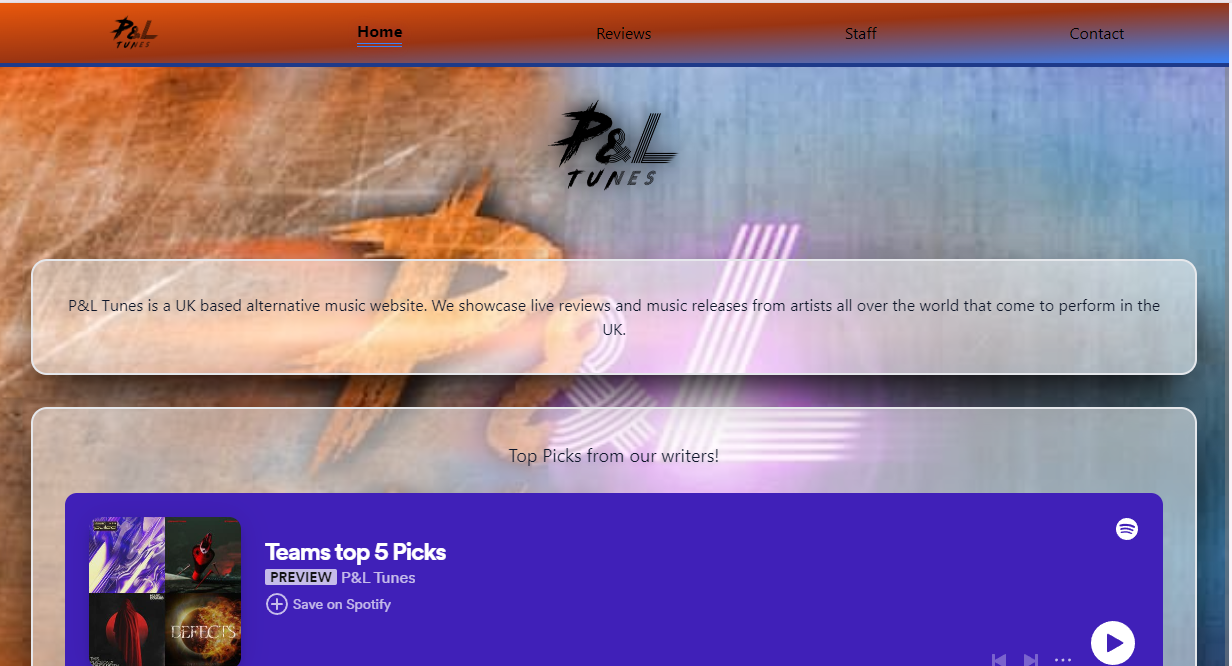 P&L
TUNES
Home
Reviews
Staff
Contact
P&L
TUNES
P&L
P&L Tunes is a UK based alternative music website. We showcase live reviews and music releases from artists all over the world that come to perform in the
UK.
Top Picks from our writers!
Teams top 5 Picks
PREVIEW P&L Tunes
Save on Spotify
DEFECTS